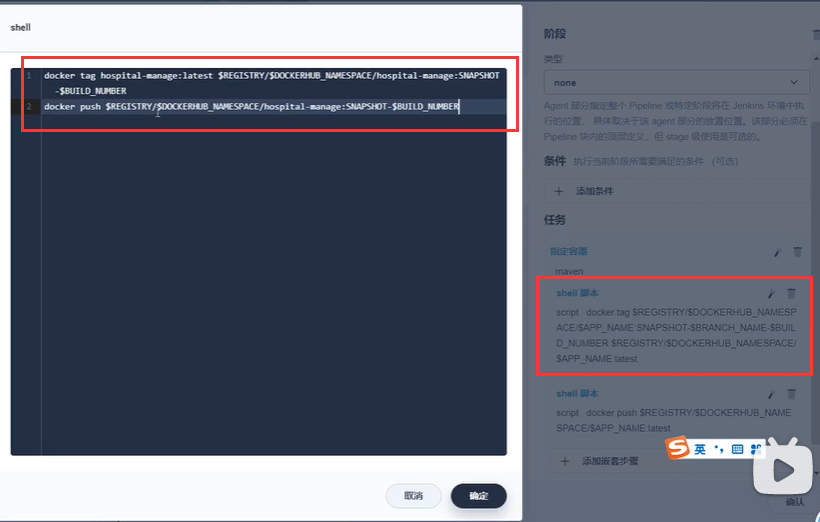 shell
1 docker tag hospital-manage:latest $REGISTRY/$DOCKERHUB_NAMESPACE/hospital-manage:SNAPSHOT
-$BUILD_NUMBER
2 docker push $REGISTRY/$DOCKERHUB_NAMESPACE/hospital-manage:SNAPSHOT-$BUILD_NUMBER
取消
确定
阶段
类型
none
Agent 部分指定整个 Pipeline 或特定阶段将在 Jenkins 环境中执
行的位置，具体取决于该 agent 部分的放置位置。该部分必须在
Pipeline 块内的顶层定义，但 stage 级使用是可选的。
条件 执行当前阶段所需要满足的条件 （可选）
添加条件
任务
指定容器
maven
shell 脚本
script docker tag $REGISTRY/$DOCKERHUB_NAMESP
ACE/$APP_NAME:SNAPSHOT-$BRANCH_NAME-$BUIL
D_NUMBER $REGISTRY/$DOCKERHUB_NAMESPACE/
$APP_NAME:latest
shell 脚本
script docker push $REGISTRY/$DOCKERHUB_NAME
SPACE/$APP_NAME:latest
英
添加嵌套步骤
确认